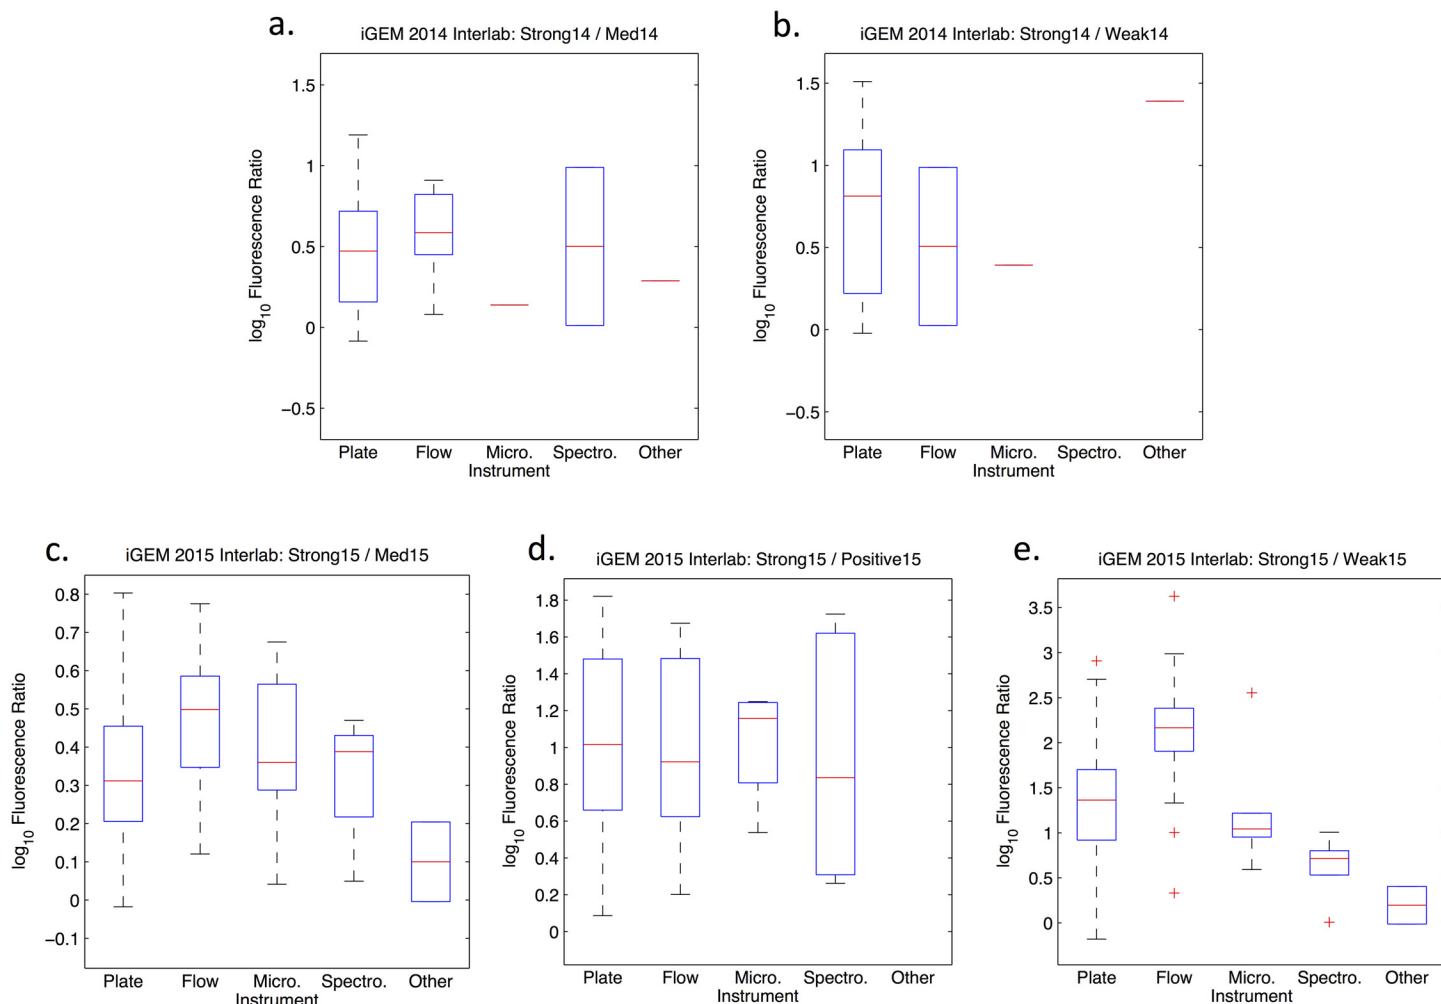 a.
iGEM 2014 Interlab: Strong14 / Med14
log10 Fluorescence Ratio
1.5
1
0.5
0
−0.5
Plate Flow Micro. Spectro. Other
Instrument
b.
iGEM 2014 Interlab: Strong14 / Weak14
log10 Fluorescence Ratio
1.5
1
0.5
0
−0.5
Plate Flow Micro. Spectro. Other
Instrument
c.
iGEM 2015 Interlab: Strong15 / Med15
log10 Fluorescence Ratio
0.8
0.7
0.6
0.5
0.4
0.3
0.2
0.1
0
−0.1
Plate Flow Micro. Spectro. Other
Instrument
d.
iGEM 2015 Interlab: Strong15 / Positive15
log10 Fluorescence Ratio
1.8
1.6
1.4
1.2
1
0.8
0.6
0.4
0.2
0
Plate Flow Micro. Spectro. Other
Instrument
e.
iGEM 2015 Interlab: Strong15 / Weak15
log10 Fluorescence Ratio
3.5
3
2.5
2
1.5
1
0.5
0
Plate Flow Micro. Spectro. Other
Instrument